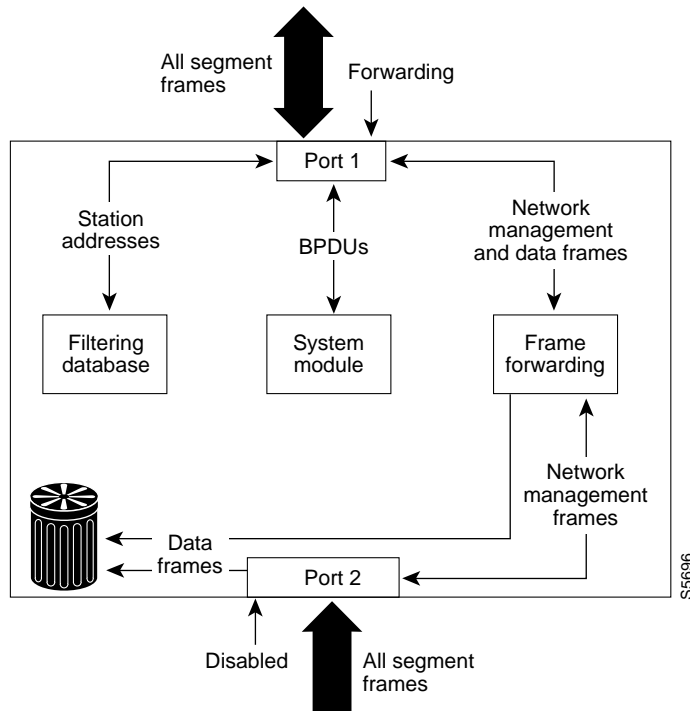 All segment
frames
Forwarding
Port 1
Station
addresses
BPDUs
Network
management
and data frames
Filtering
database
System
module
Frame
forwarding
Network
management
frames
Data
frames
Port 2
Disabled
All segment
frames
S5696